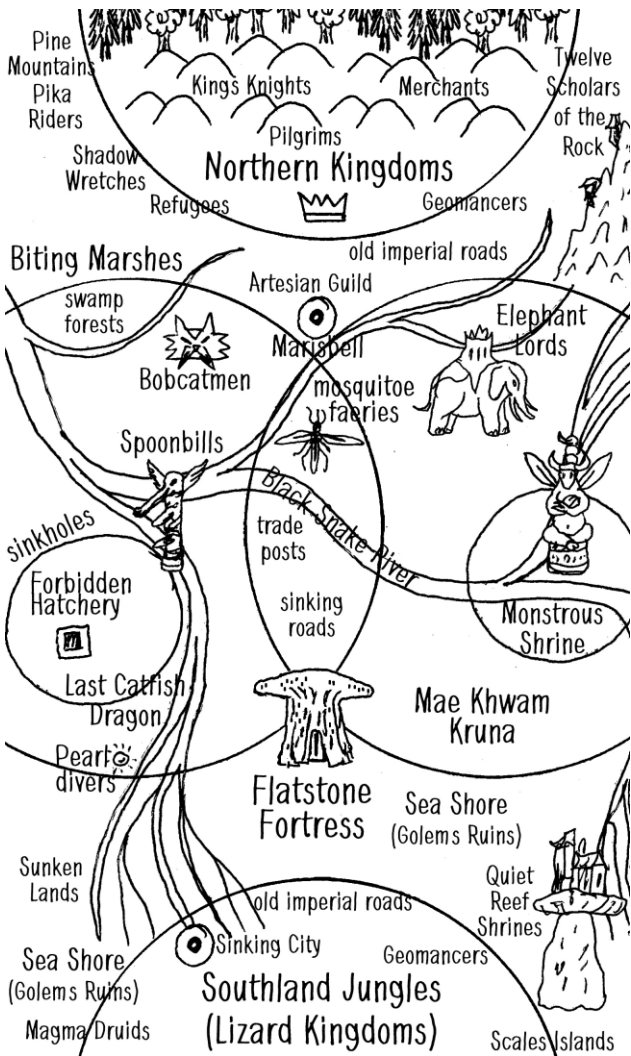 Pine
Mountains
Pika
Riders
Kings Knights
Merchants
Twelve
Scholars
of the
Rock
Pilgrims
Northern Kingdoms
Shadow
Wretches
Refugoes
Geomancers
old imperial roads
Biting Marshes
swamp
forests
Artesian Guild
Marisbell
Elephant
Lords
Bobcatmen
mosquitoe
faeries
Spoonbills
Black Snake River
sinkholes
trade
posts
Forbidden
Hatchery
sinking
roads
Monstrous
Shrine
Last Catfish
Dragon
Mae Khwam
Kruna
Pearl
divers
Flatstone
Fortress
Sea Shore
(Golems Ruins)
Sunken
Lands
Quiet
Reef
Shrines
old imperial roads
Sinking City
Sea Shore
(Golems Ruins)
Geomancers
Southland Jungles
(Lizard Kingdoms)
Magma Druids
Scales Islands